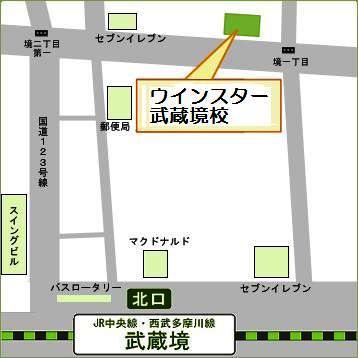 セブンイレブン
境二丁目
第一
境一丁目
ウインスター
武蔵境校
郵便局
国道123号線
スイングビル
マクドナルド
バスロータリー
北口
セブンイレブン
JR中央線・西武多摩川線
武蔵境